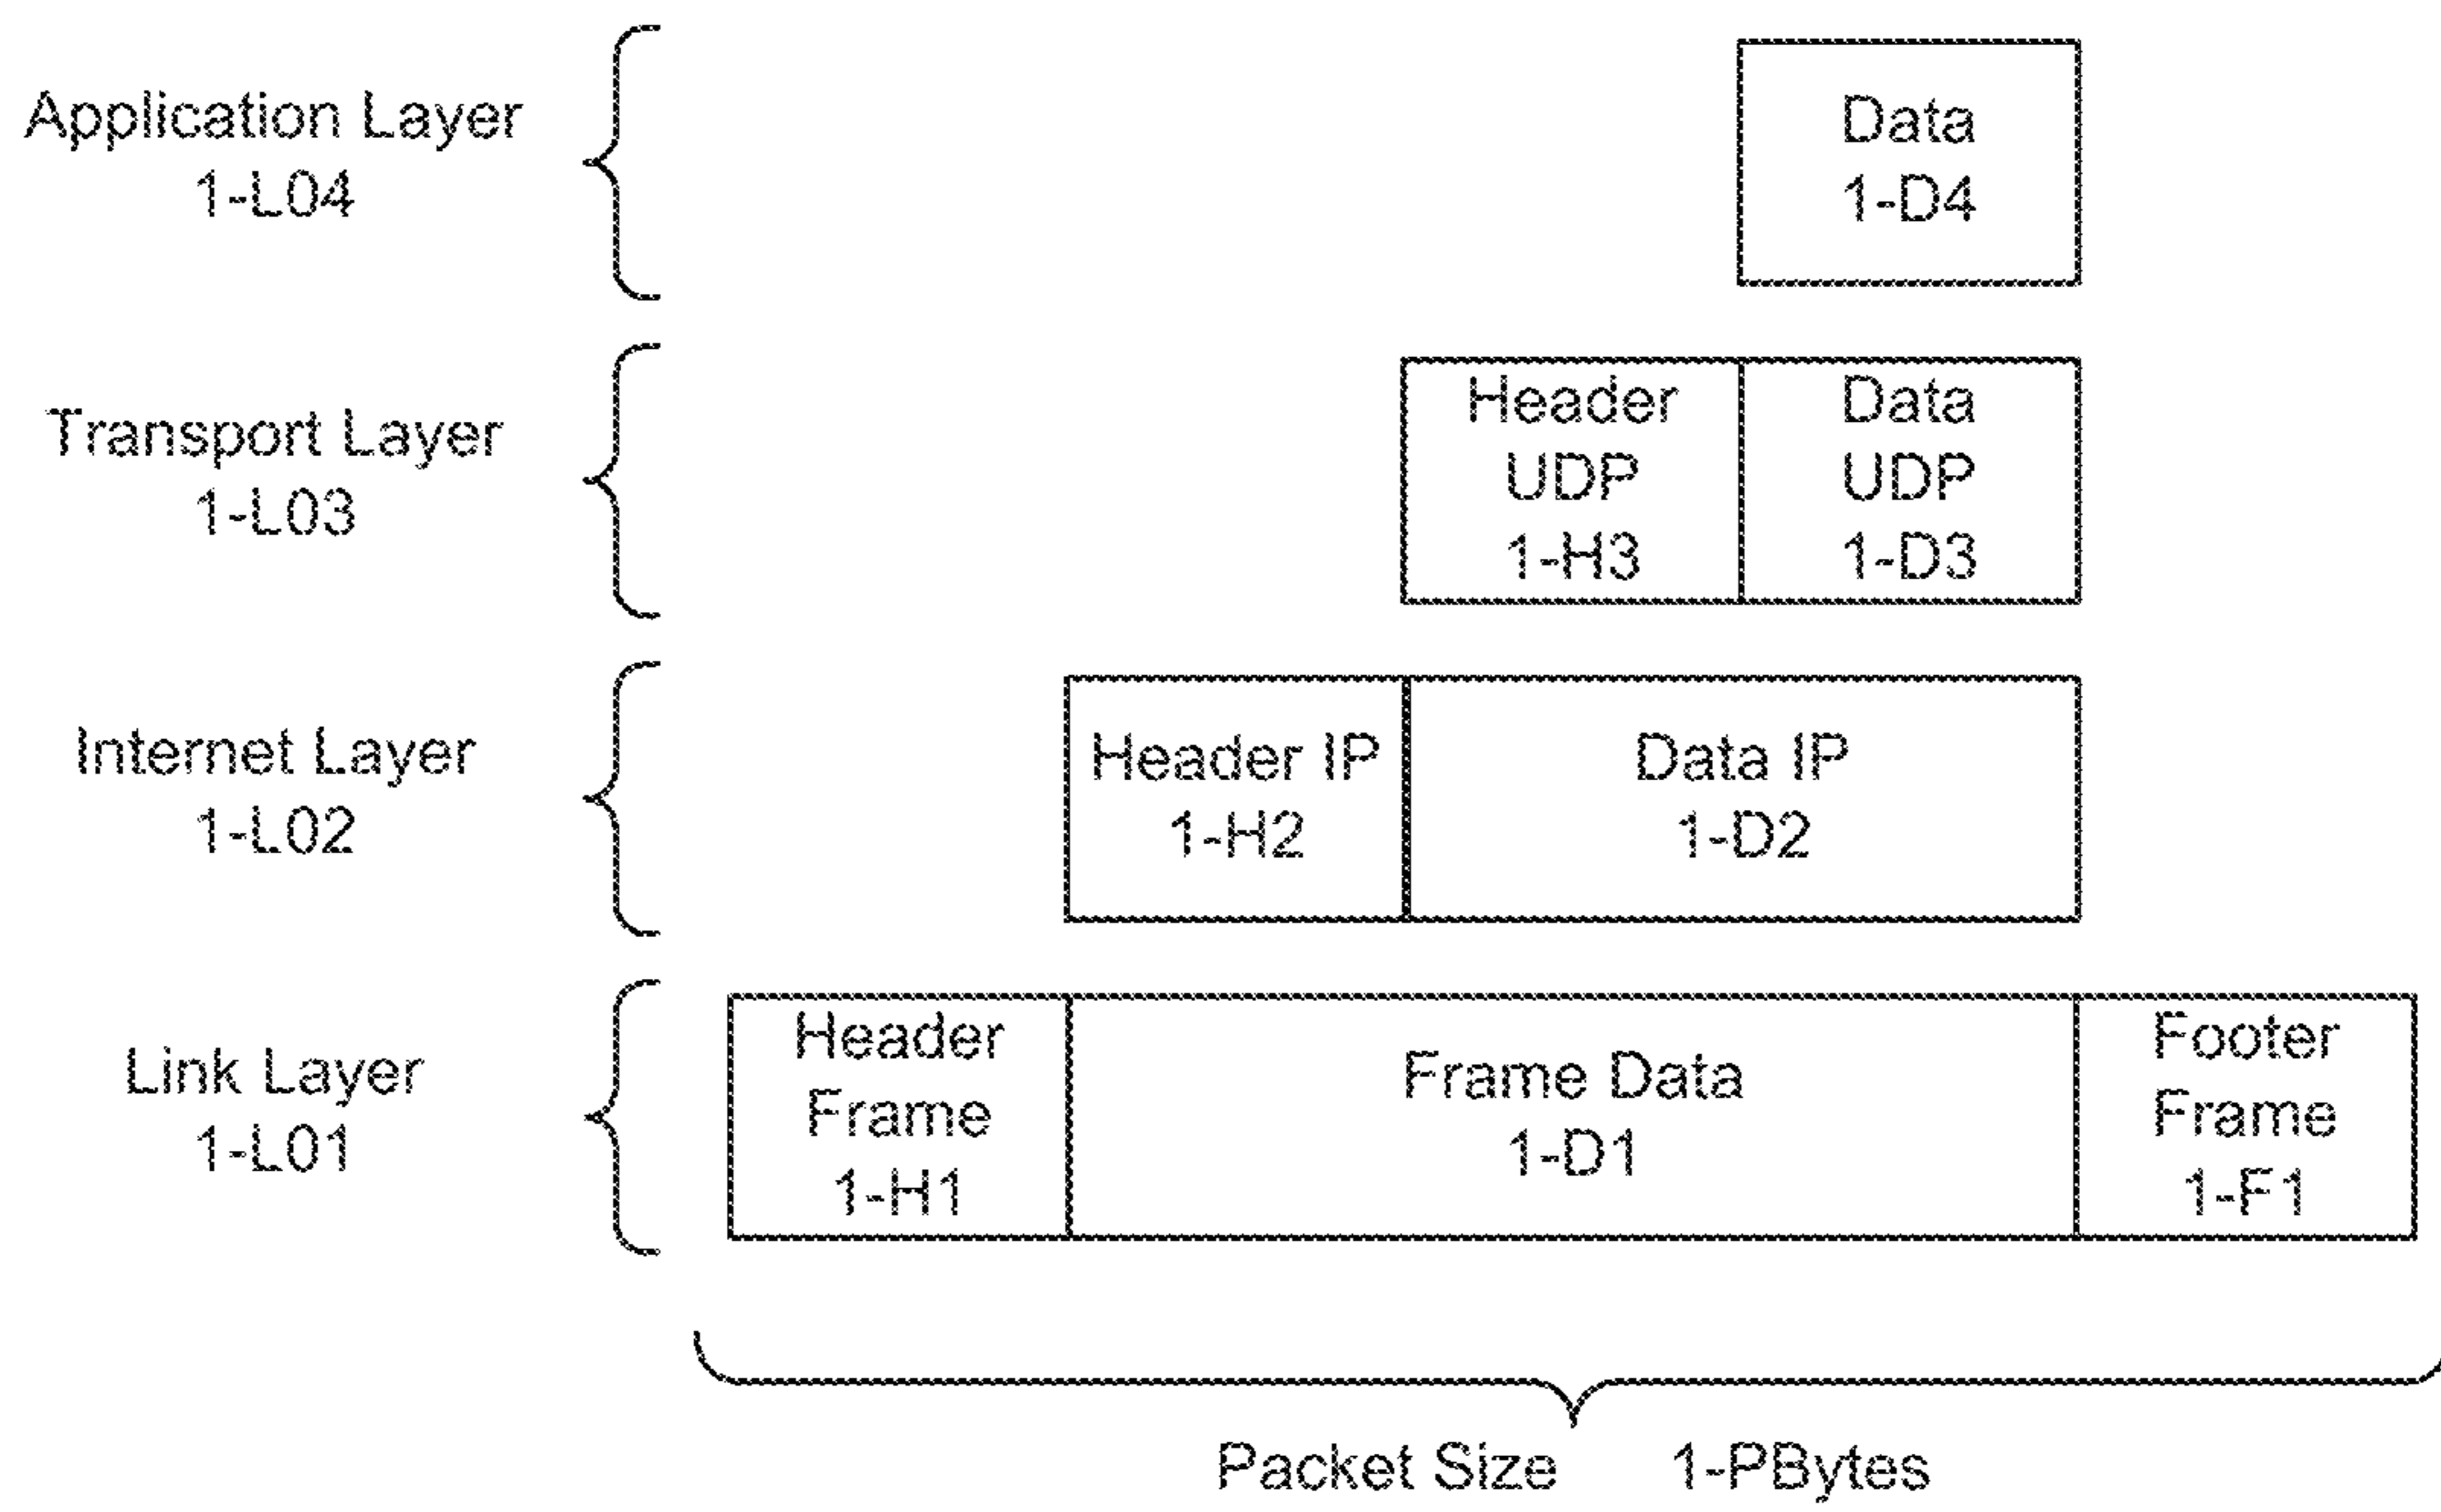 Application Layer
1-L04
Data
1-D4
Transport Layer
1-L03
Header
UDP
1-H3
Data
UDP
1-D3
Internet Layer
1-L02
Header IP
1-H2
Data IP
1-D2
Link Layer
1-L01
Header
Frame
1-H1
Frame Data
1-D1
Footer
Frame
1-F1
Packet Size 1-PBytes